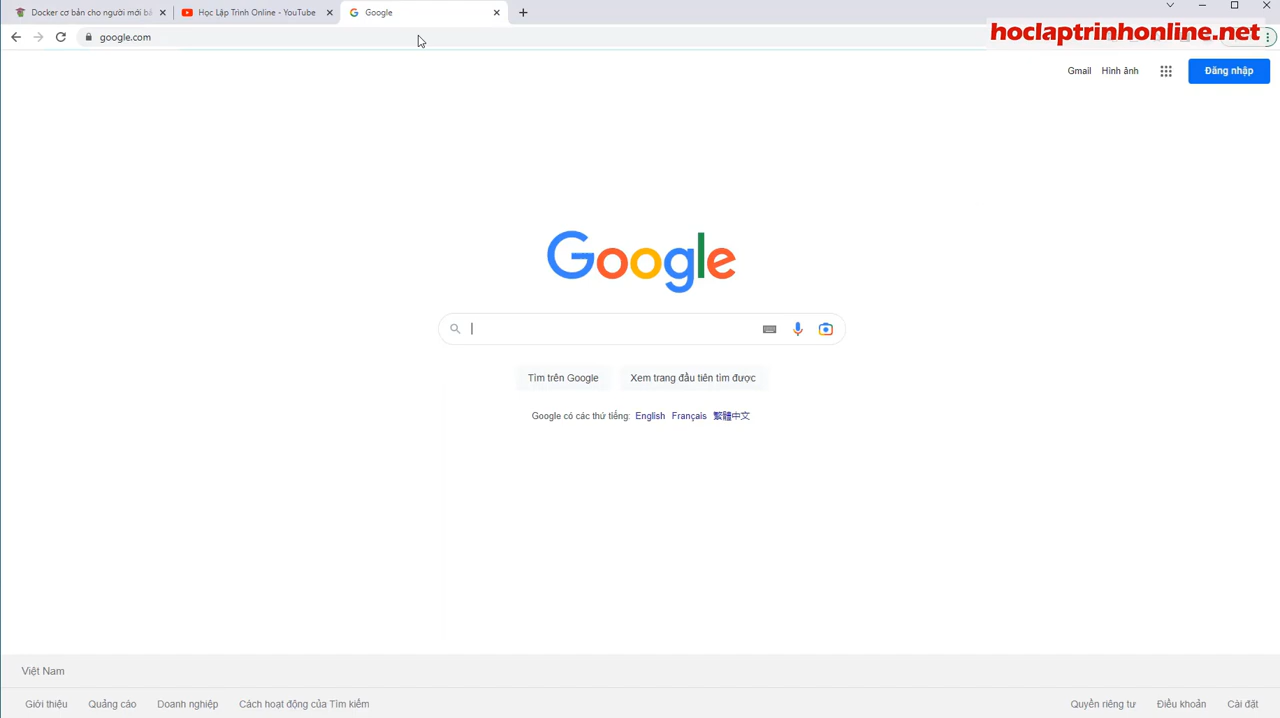 Docker cơ bản cho người mới bắ
Học Lập Trình Online - YouTube
Google
google.com
hoclaptrinhonline.net
Gmail Hình ảnh Đăng nhập
Google
Tìm trên Google Xem trang đầu tiên tìm được
Google có các thứ tiếng: English Français 繁體中文
Việt Nam
Giới thiệu Quảng cáo Doanh nghiệp Cách hoạt động của Tìm kiếm Quyền riêng tư Điều khoản Cài đặt